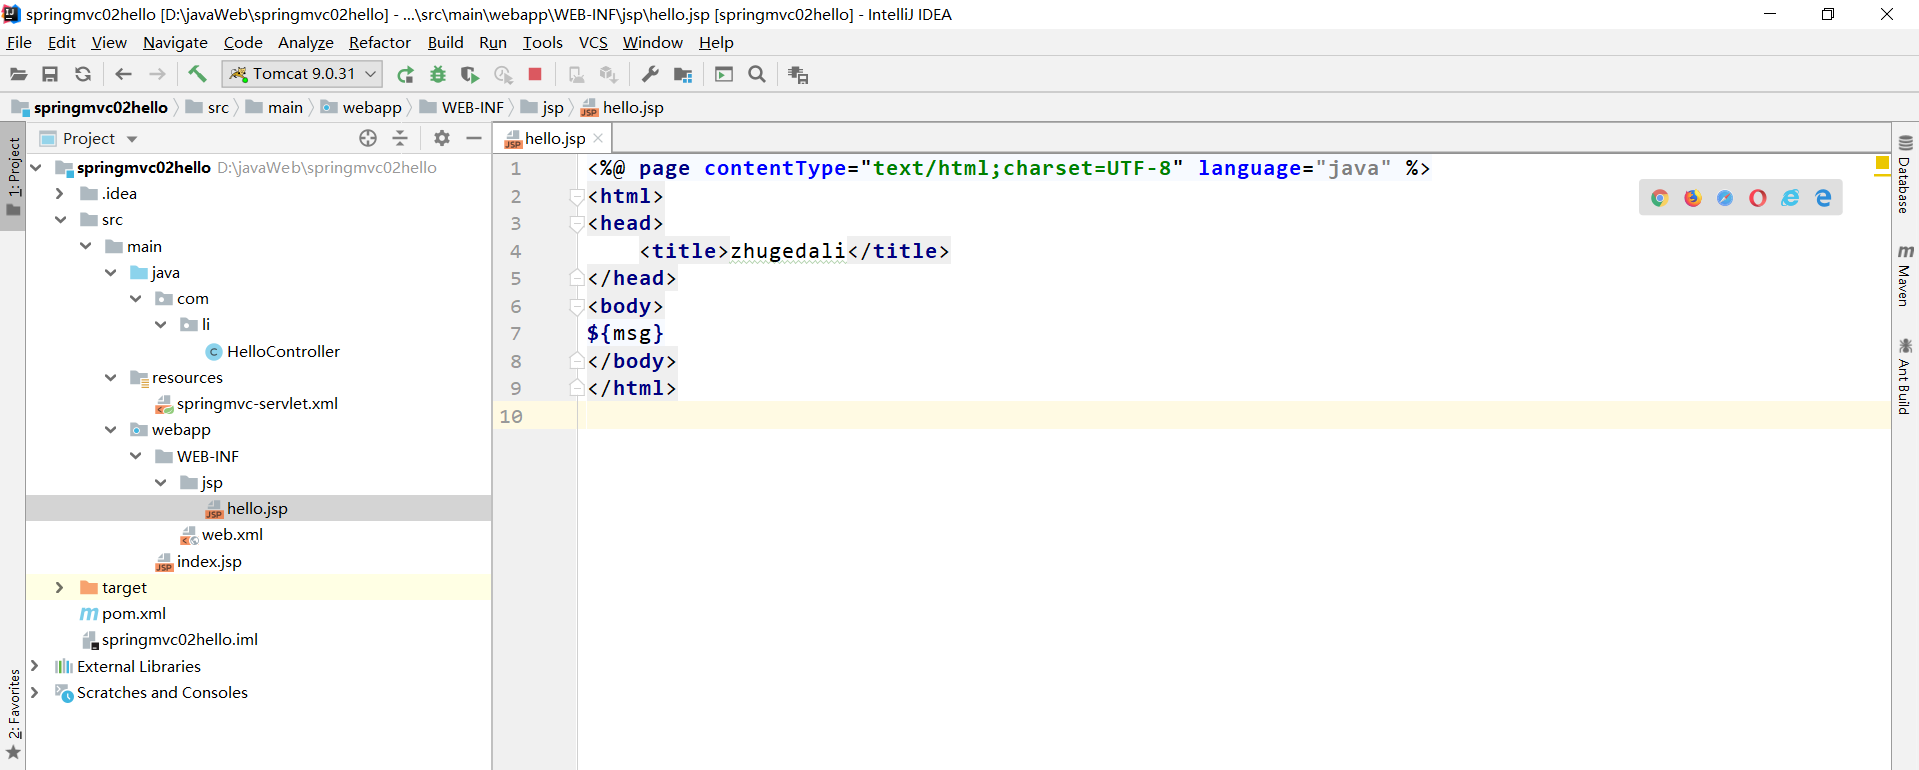 springmvc02hello [D:\javaWeb\springmvc02hello] - ...\src\main\webapp\WEB-INF\jsp\hello.jsp [springmvc02hello] - IntelliJ IDEA
File Edit View Navigate Code Analyze Refactor Build Run Tools VCS Window Help
Tomcat 9.0.31
springmvc02hello src main webapp WEB-INF jsp hello.jsp
1: Project
2: Favorites
Project
springmvc02hello D:\javaWeb\springmvc02hello
.idea
src
main
java
com
li
HelloController
resources
springmvc-servlet.xml
webapp
WEB-INF
jsp
hello.jsp
web.xml
index.jsp
target
pom.xml
springmvc02hello.iml
External Libraries
Scratches and Consoles
hello.jsp
1 <%@ page contentType="text/html;charset=UTF-8" language="java" %>
2 <html>
3 <head>
4 <title>zhugedali</title>
5 </head>
6 <body>
7 ${msg}
8 </body>
9 </html>
10
Database
Maven
Ant Build